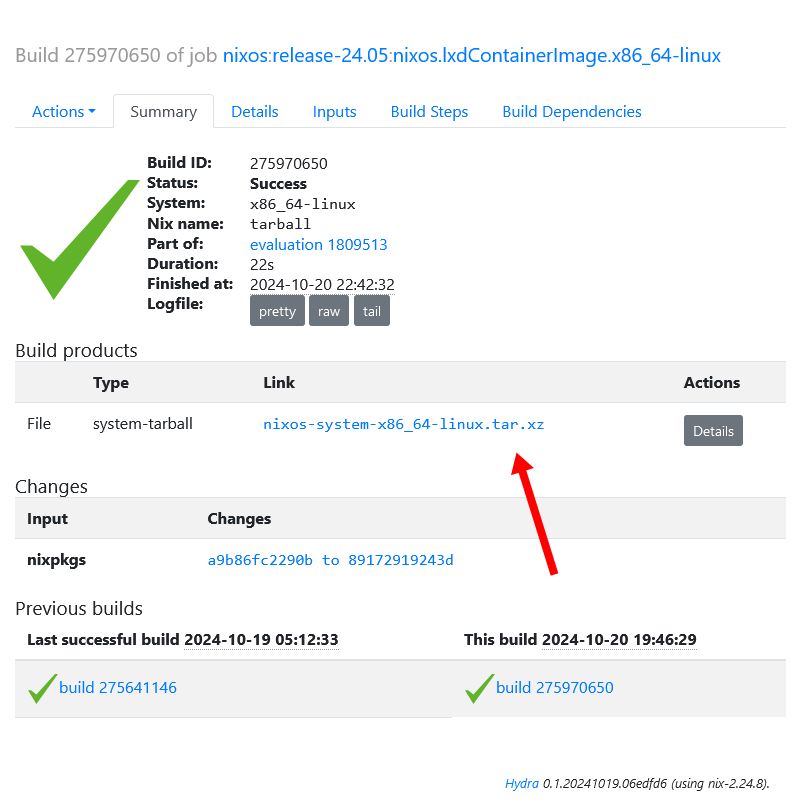 Build 275970650 of job nixos:release-24.05:nixos.lxdContainerImage.x86_64-linux
Actions Summary Details Inputs Build Steps Build Dependencies
Build ID: 275970650
Status: Success
System: x86_64-linux
Nix name: tarball
Part of: evaluation 1809513
Duration: 22s
Finished at: 2024-10-20 22:42:32
Logfile: pretty raw tail
Build products
Type Link Actions
File system-tarball nixos-system-x86_64-linux.tar.xz Details
Changes
Input Changes
nixpkgs a9b86fc2290b to 89172919243d
Previous builds
Last successful build 2024-10-19 05:12:33 This build 2024-10-20 19:46:29
build 275641146 build 275970650
Hydra 0.1.20241019.06edfd6 (using nix-2.24.8).